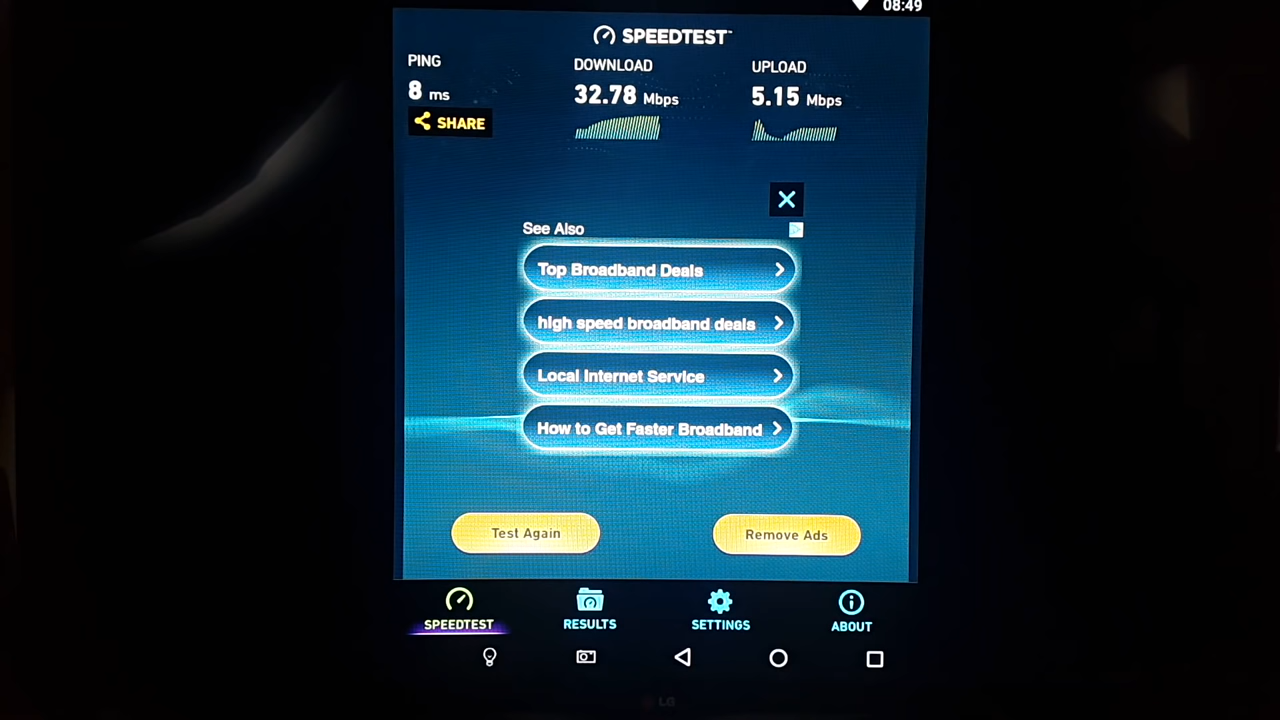 08:49
SPEEDTEST™
PING
8 ms
SHARE
DOWNLOAD
32.78 Mbps
UPLOAD
5.15 Mbps
See Also
Top Broadband Deals
high speed broadband deals
Local Internet Service
How to Get Faster Broadband
Test Again
Remove Ads
SPEEDTEST
RESULTS
SETTINGS
ABOUT
LG